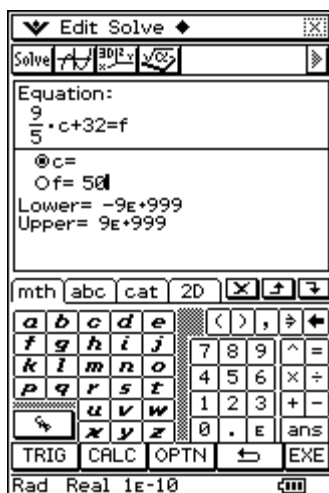 Edit Solve ◆
Solve
Equation:
9/5·c+32=f
c=
f= 50
Lower= -9E+999
Upper= 9E+999
mth abc cat 2D
a b c d e ( ) ,
f g h i j 7 8 9 ^ =
k l m n o 4 5 6 × ÷
p q r s t 1 2 3 + -
u v w 0 . E ans
x y z
TRIG CALC OPTN EXE
Rad Real 1E-10